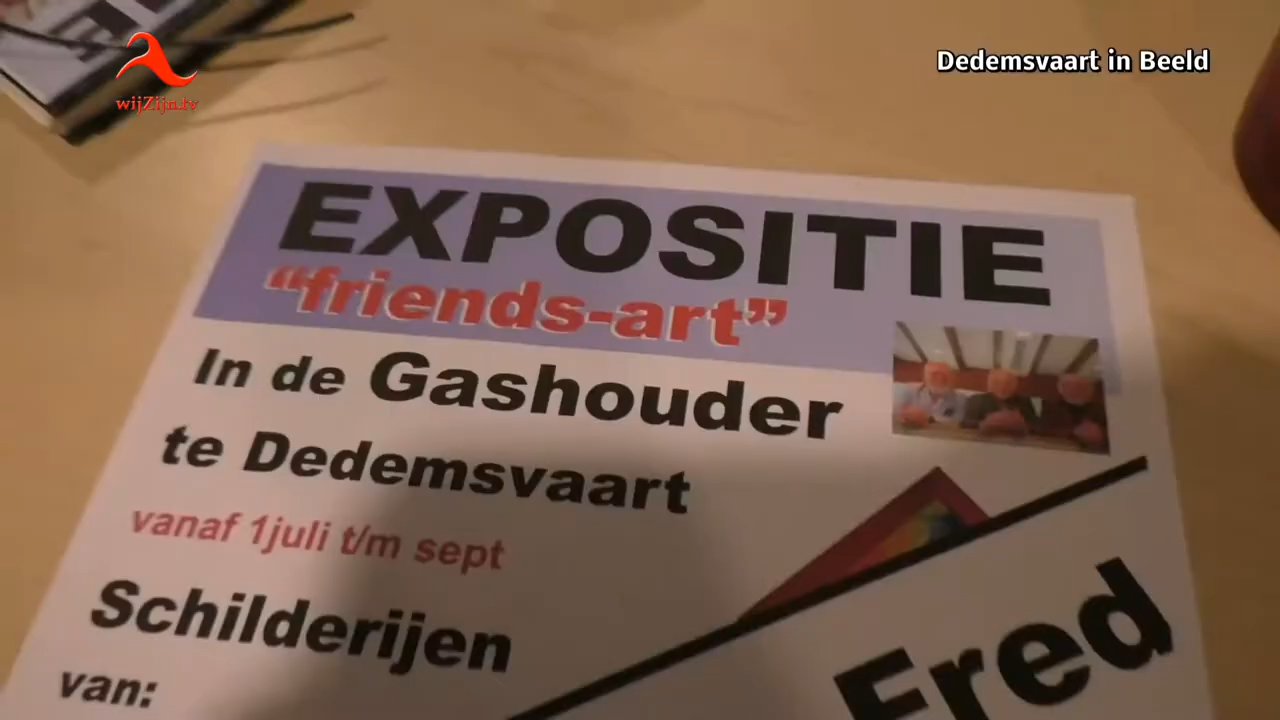 wijZijn.tv
Dedemsvaart in Beeld
EXPOSITIE
“friends-art”
In de Gashouder
te Dedemsvaart
vanaf 1juli t/m sept
Schilderijen
van:
Fred